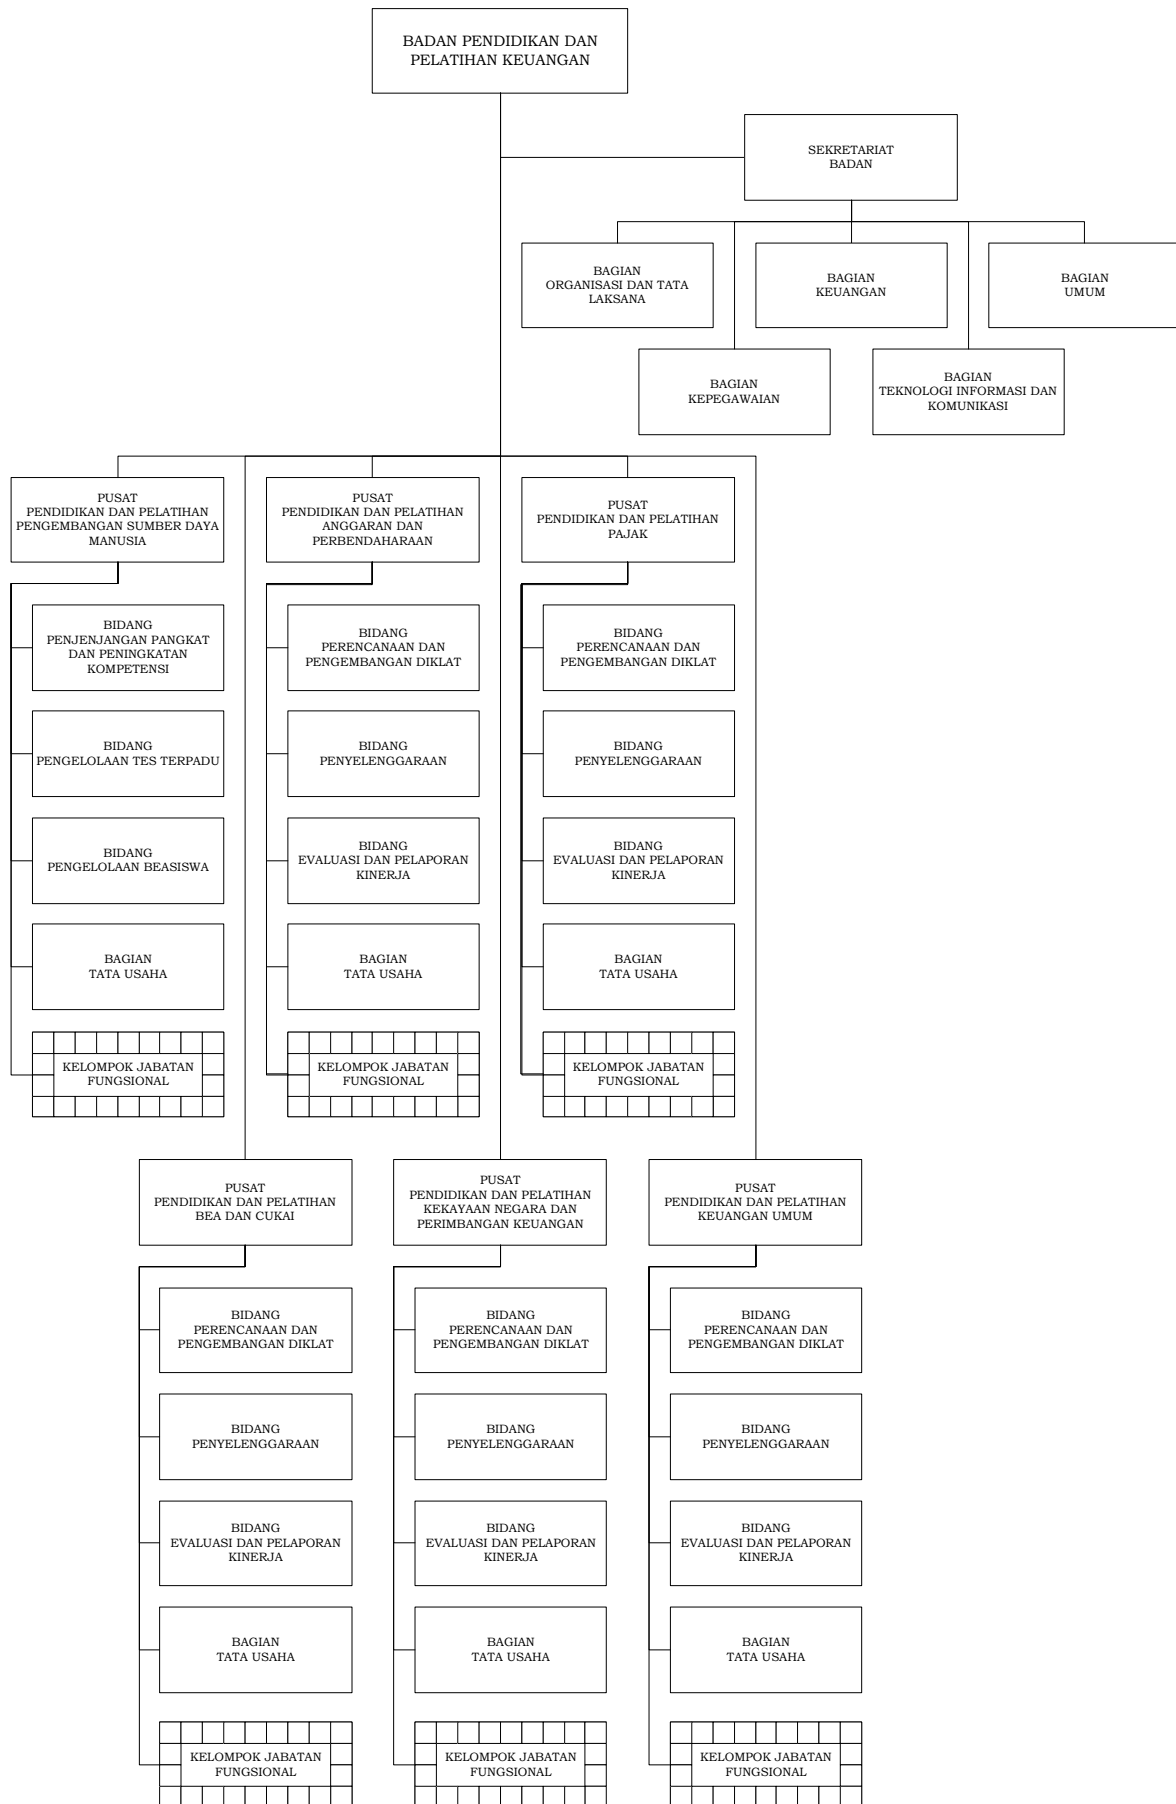 BADAN PENDIDIKAN DAN
PELATIHAN KEUANGAN
SEKRETARIAT
BADAN
BAGIAN
ORGANISASI DAN TATA
LAKSANA
BAGIAN
KEUANGAN
BAGIAN
UMUM
BAGIAN
KEPEGAWAIAN
BAGIAN
TEKNOLOGI INFORMASI DAN
KOMUNIKASI
PUSAT
PENDIDIKAN DAN PELATIHAN
PENGEMBANGAN SUMBER DAYA
MANUSIA
BIDANG
PENJENJANGAN PANGKAT
DAN PENINGKATAN
KOMPETENSI
BIDANG
PENGELOLAAN TES TERPADU
BIDANG
PENGELOLAAN BEASISWA
BAGIAN
TATA USAHA
KELOMPOK JABATAN
FUNGSIONAL
PUSAT
PENDIDIKAN DAN PELATIHAN
ANGGARAN DAN
PERBENDAHARAAN
BIDANG
PERENCANAAN DAN
PENGEMBANGAN DIKLAT
BIDANG
PENYELENGGARAAN
BIDANG
EVALUASI DAN PELAPORAN
KINERJA
BAGIAN
TATA USAHA
KELOMPOK JABATAN
FUNGSIONAL
PUSAT
PENDIDIKAN DAN PELATIHAN
PAJAK
BIDANG
PERENCANAAN DAN
PENGEMBANGAN DIKLAT
BIDANG
PENYELENGGARAAN
BIDANG
EVALUASI DAN PELAPORAN
KINERJA
BAGIAN
TATA USAHA
KELOMPOK JABATAN
FUNGSIONAL
PUSAT
PENDIDIKAN DAN PELATIHAN
BEA DAN CUKAI
BIDANG
PERENCANAAN DAN
PENGEMBANGAN DIKLAT
BIDANG
PENYELENGGARAAN
BIDANG
EVALUASI DAN PELAPORAN
KINERJA
BAGIAN
TATA USAHA
KELOMPOK JABATAN
FUNGSIONAL
PUSAT
PENDIDIKAN DAN PELATIHAN
KEKAYAAN NEGARA DAN
PERIMBANGAN KEUANGAN
BIDANG
PERENCANAAN DAN
PENGEMBANGAN DIKLAT
BIDANG
PENYELENGGARAAN
BIDANG
EVALUASI DAN PELAPORAN
KINERJA
BAGIAN
TATA USAHA
KELOMPOK JABATAN
FUNGSIONAL
PUSAT
PENDIDIKAN DAN PELATIHAN
KEUANGAN UMUM
BIDANG
PERENCANAAN DAN
PENGEMBANGAN DIKLAT
BIDANG
PENYELENGGARAAN
BIDANG
EVALUASI DAN PELAPORAN
KINERJA
BAGIAN
TATA USAHA
KELOMPOK JABATAN
FUNGSIONAL